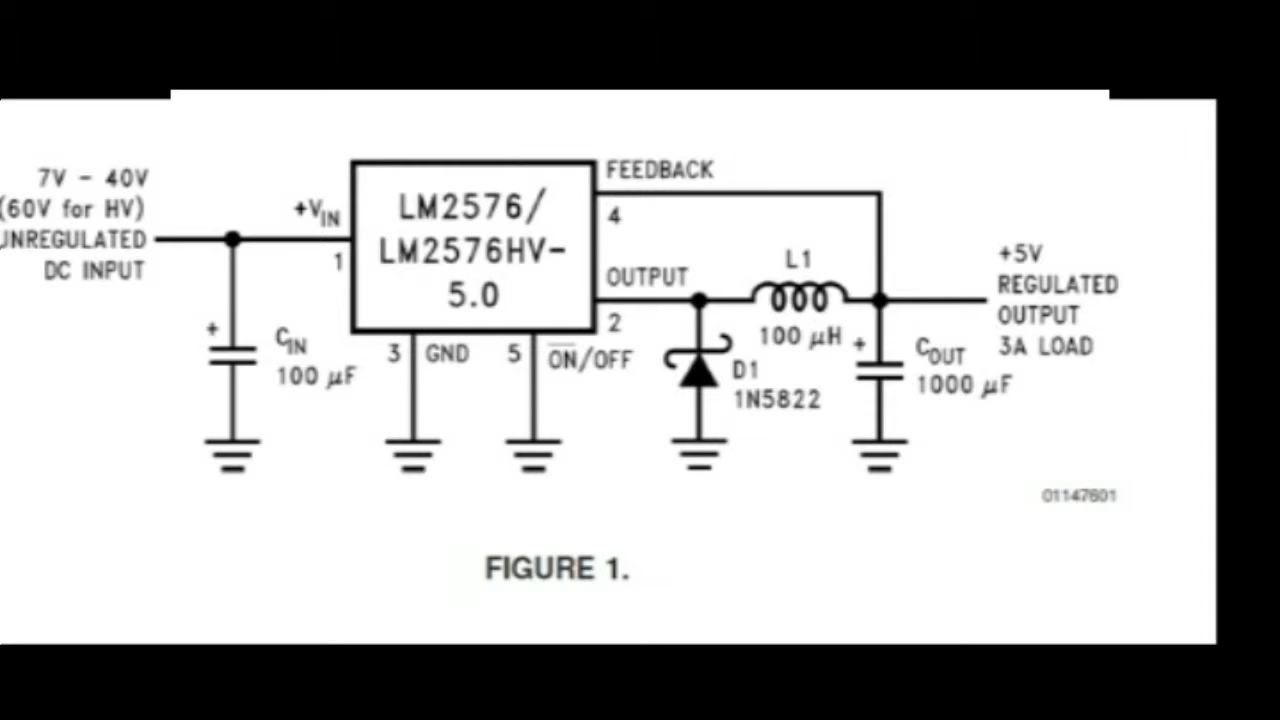 7V - 40V
(60V for HV)
UNREGULATED
DC INPUT
+VIN
1
CIN
100 µF
+
LM2576/
LM2576HV-
5.0
3 GND
5 ON/OFF
FEEDBACK
4
OUTPUT
2
L1
100 µH
D1
1N5822
+
COUT
1000 µF
+5V
REGULATED
OUTPUT
3A LOAD
01147601
FIGURE 1.